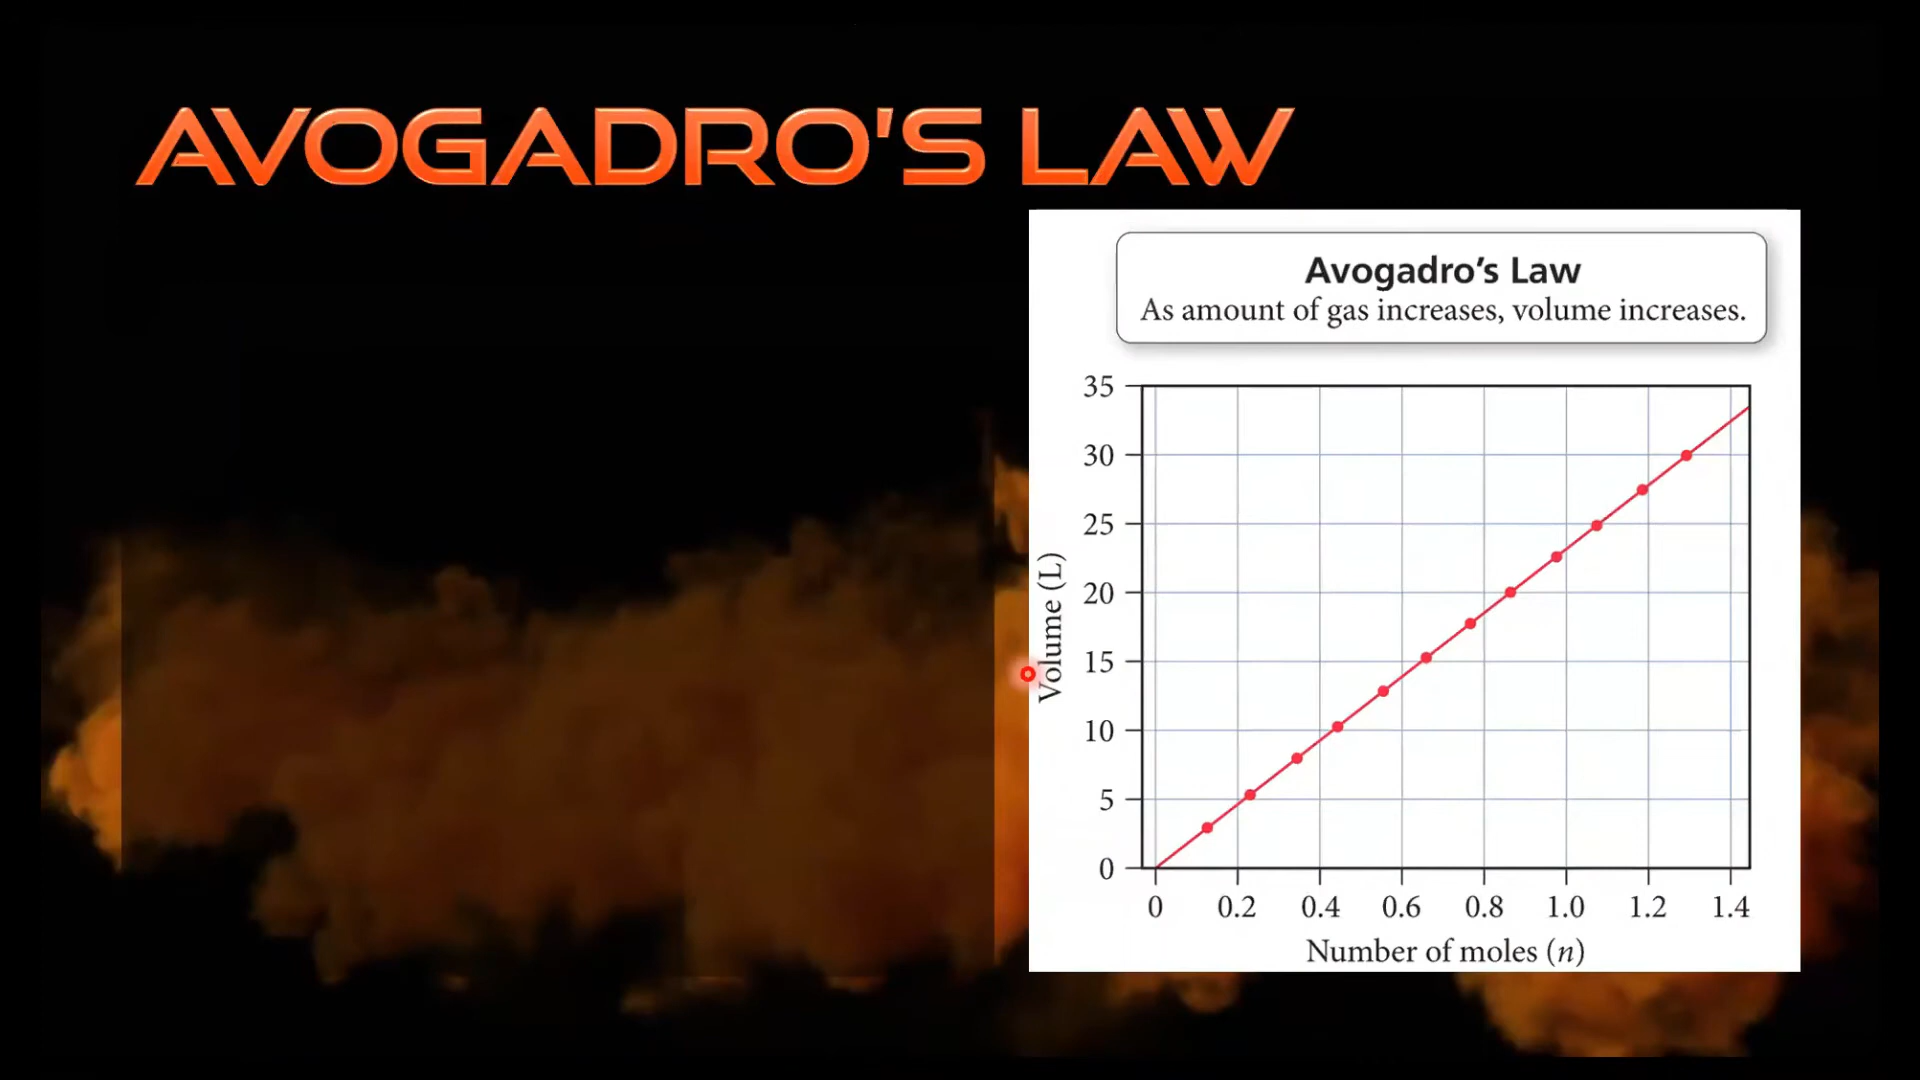 AVOGADRO'S LAW
Avogadro’s Law
As amount of gas increases, volume increases.
35
30
25
20
15
10
5
0
Volume (L)
0 0.2 0.4 0.6 0.8 1.0 1.2 1.4
Number of moles (n)